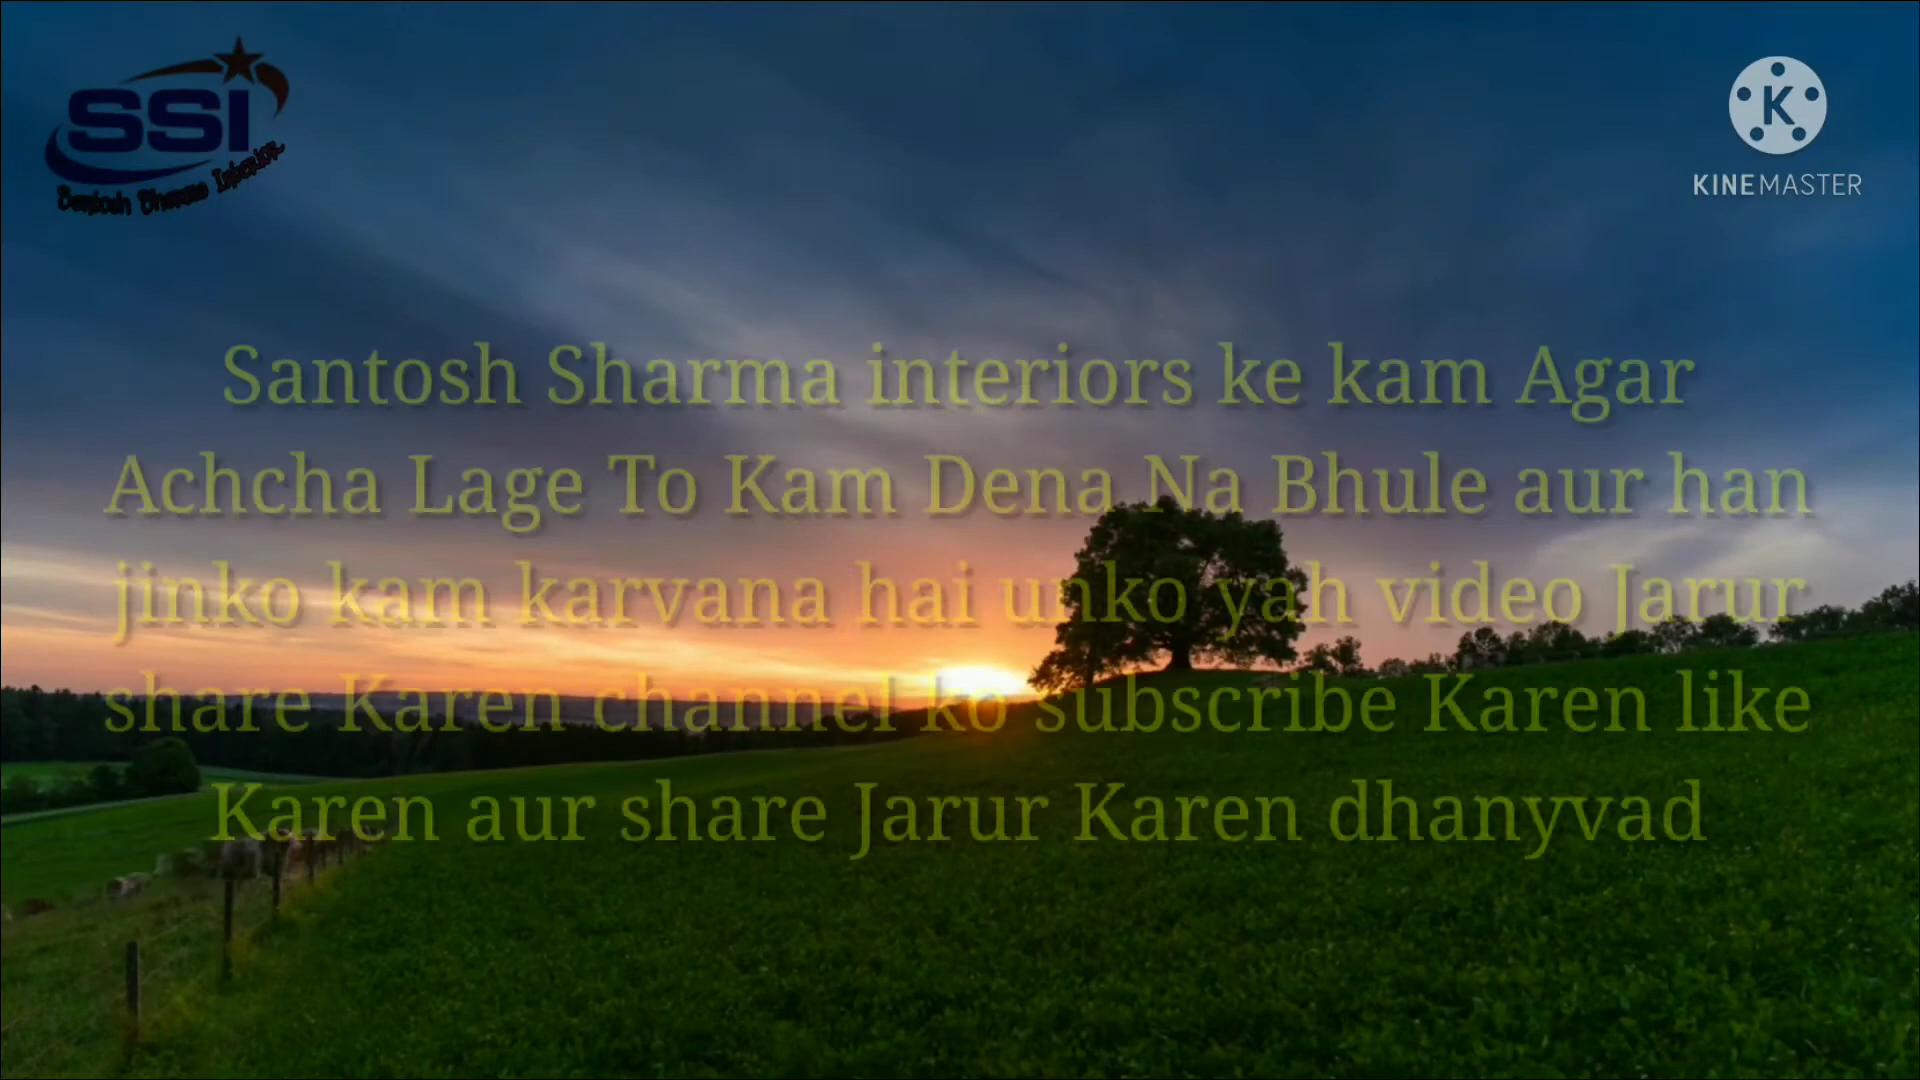 SSI
Santosh Sharma Interior
K
KINEMASTER
Santosh Sharma interiors ke kam Agar
Achcha Lage To Kam Dena Na Bhule aur han
jinko kam karvana hai unko yah video Jarur
share Karen channel ko subscribe Karen like
Karen aur share Jarur Karen dhanyvad